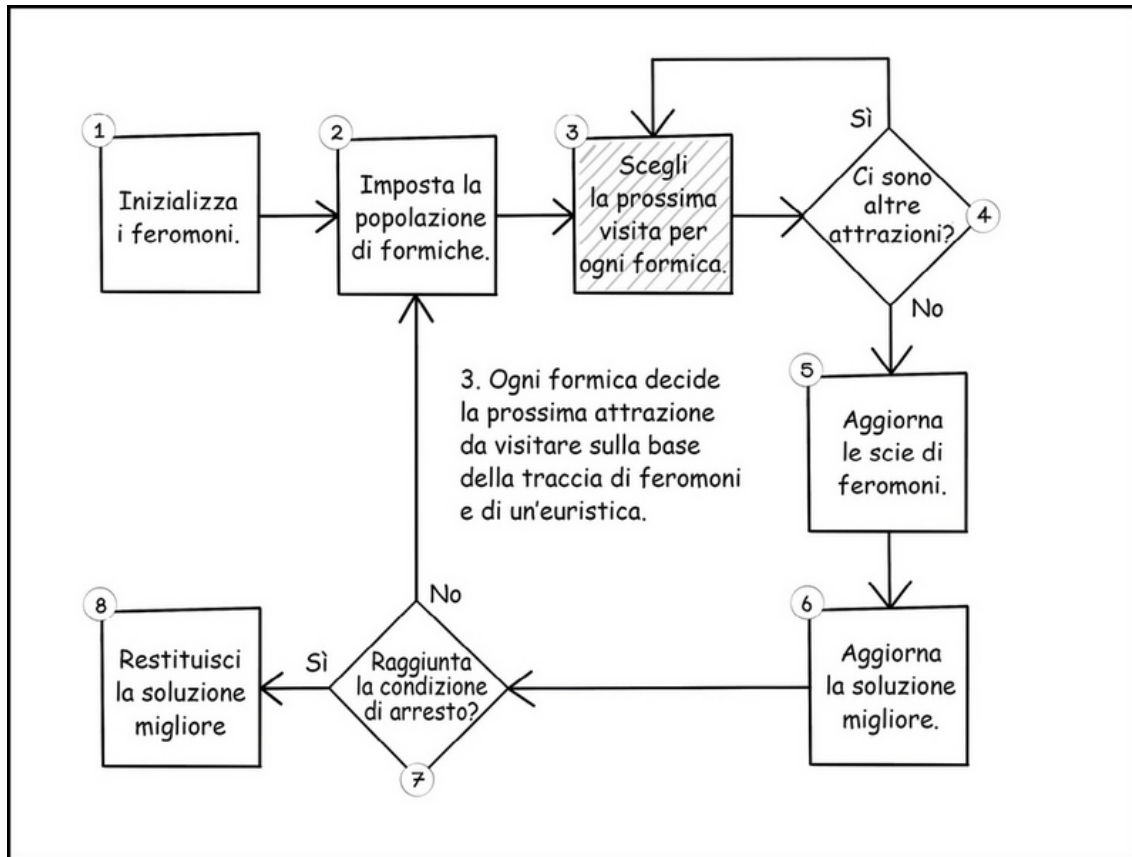 1
Inizializza
i feromoni.
2
Imposta la
popolazione
di formiche.
3
Scegli
la prossima
visita per
ogni formica.
Sì
Ci sono
altre
attrazioni?
4
No
5
Aggiorna
le scie di
feromoni.
3. Ogni formica decide
la prossima attrazione
da visitare sulla base
della traccia di feromoni
e di un'euristica.
6
Aggiorna
la soluzione
migliore.
No
Raggiunta
la condizione
di arresto?
7
Sì
8
Restituisci
la soluzione
migliore